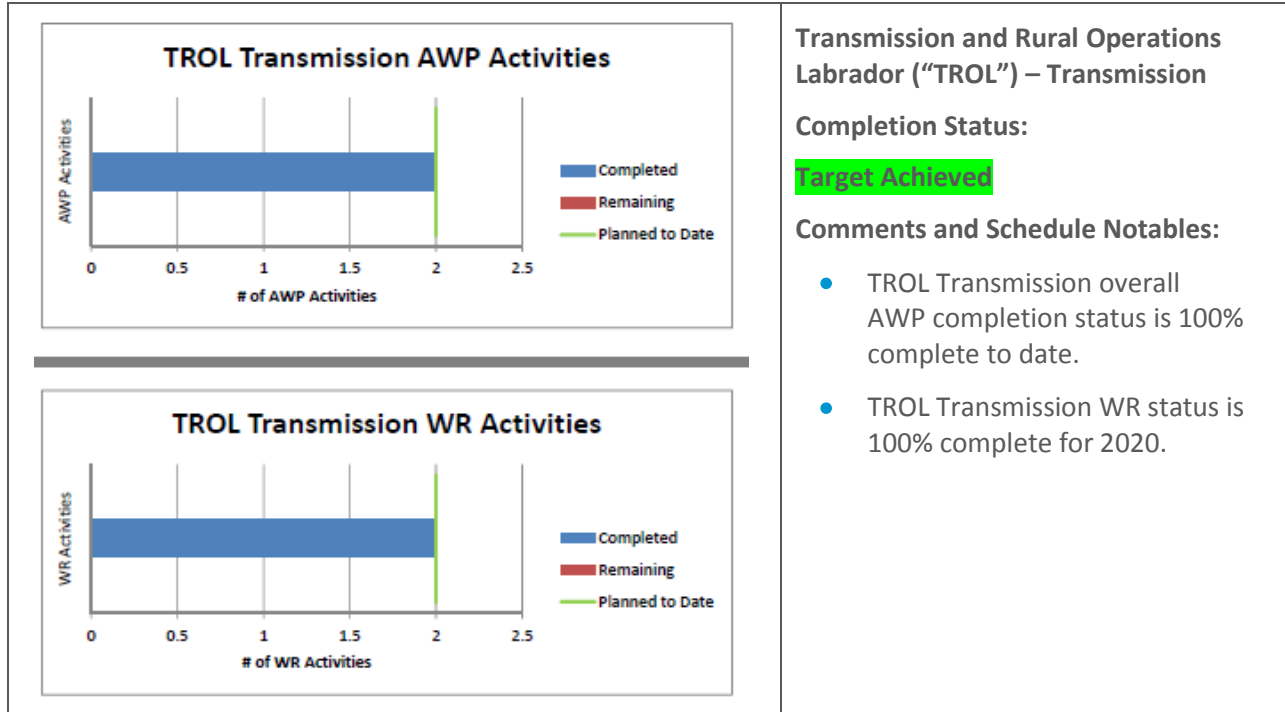 TROL Transmission AWP Activities
AWP Activities
Completed
Remaining
Planned to Date
0 0.5 1 1.5 2 2.5
# of AWP Activities
TROL Transmission WR Activities
WR Activities
Completed
Remaining
Planned to Date
0 0.5 1 1.5 2 2.5
# of WR Activities
Transmission and Rural Operations
Labrador (“TROL”) – Transmission
Completion Status:
Target Achieved
Comments and Schedule Notables:
● TROL Transmission overall
AWP completion status is 100%
complete to date.
● TROL Transmission WR status is
100% complete for 2020.